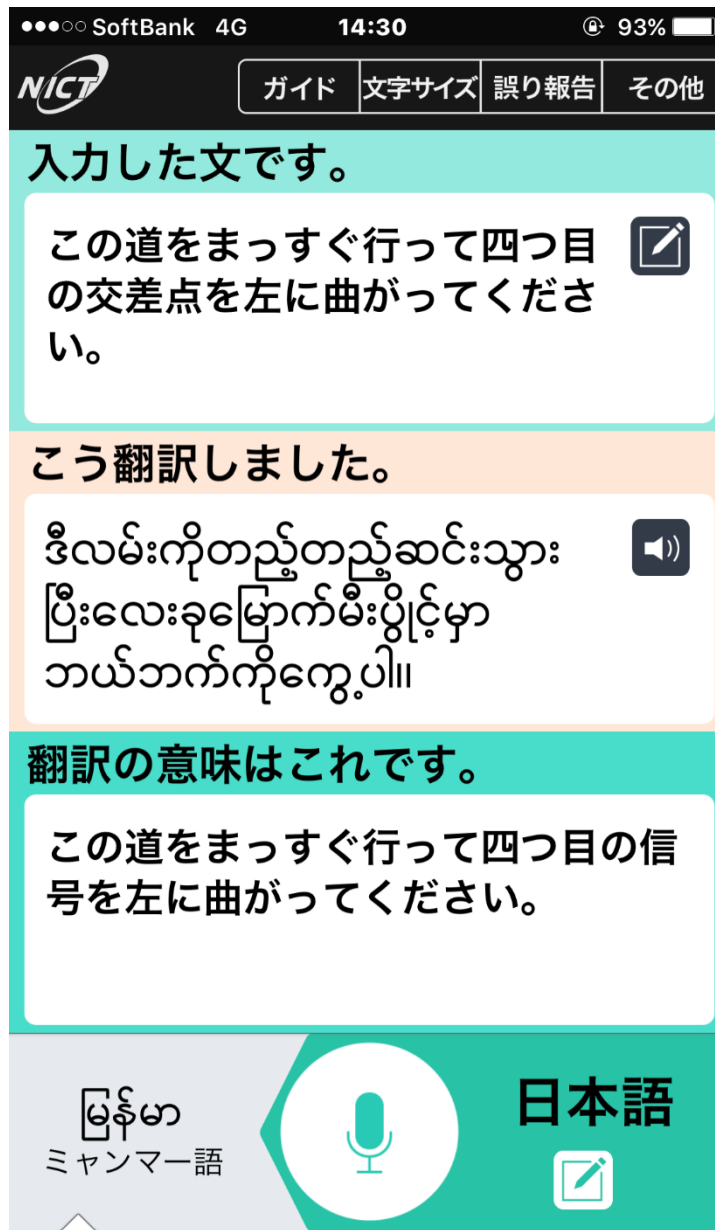 SoftBank 4G 14:30 93%
NICT ガイド 文字サイズ 誤り報告 その他
入力した文です。
この道をまっすぐ行って四つ目
の交差点を左に曲がってくださ
い。
こう翻訳しました。
ဒီလမ်းကိုတည့်တည့်ဆင်းသွား
ပြီးလေးခုမြောက်မီးပွိုင့်မှာ
ဘယ်ဘက်ကိုကွေ့ပါ။
翻訳の意味はこれです。
この道をまっすぐ行って四つ目の信
号を左に曲がってください。
မြန်မာ
ミャンマー語
日本語